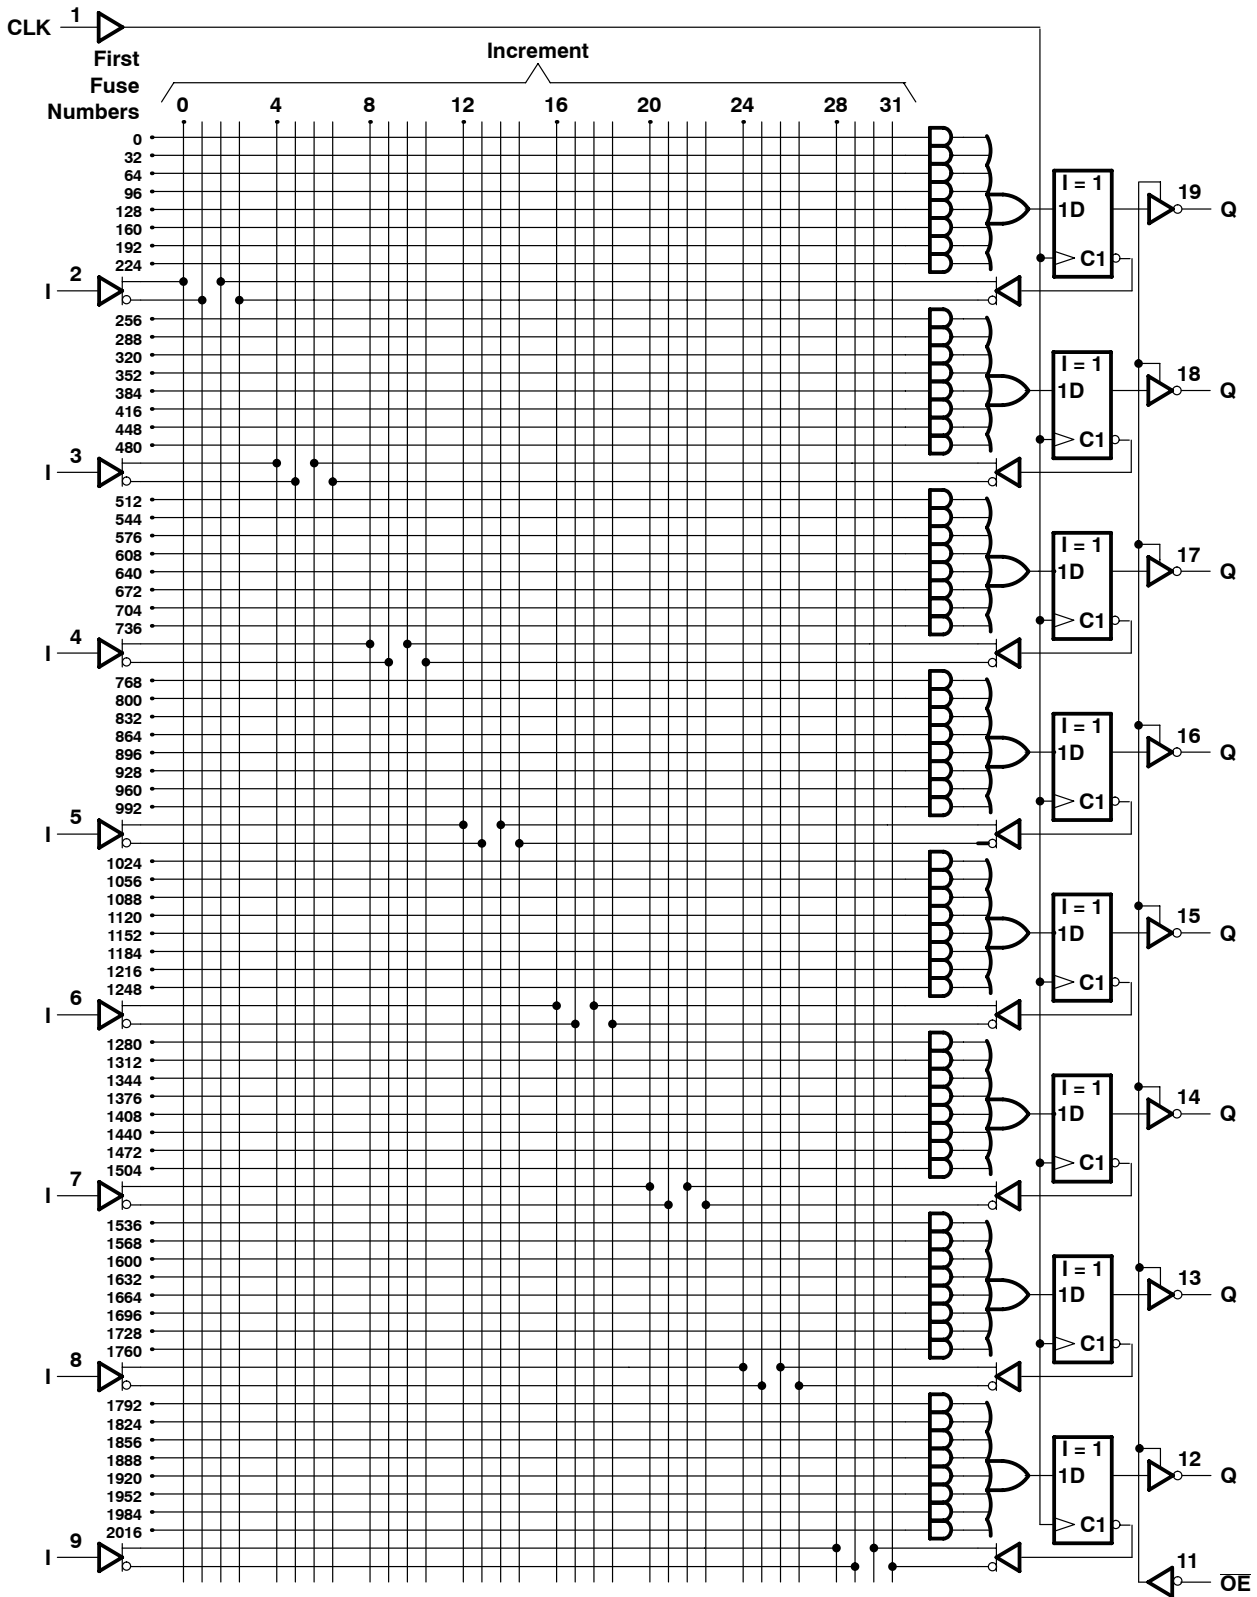 CLK 1
First Fuse Numbers
Increment
0 4 8 12 16 20 24 28 31
0
32
64
96
128
160
192
224
I = 1
1D
C1
19 Q
I 2
256
288
320
352
384
416
448
480
I = 1
1D
C1
18 Q
I 3
512
544
576
608
640
672
704
736
I = 1
1D
C1
17 Q
I 4
768
800
832
864
896
928
960
992
I = 1
1D
C1
16 Q
I 5
1024
1056
1088
1120
1152
1184
1216
1248
I = 1
1D
C1
15 Q
I 6
1280
1312
1344
1376
1408
1440
1472
1504
I = 1
1D
C1
14 Q
I 7
1536
1568
1600
1632
1664
1696
1728
1760
I = 1
1D
C1
13 Q
I 8
1792
1824
1856
1888
1920
1952
1984
2016
I = 1
1D
C1
12 Q
I 9
11 O̅E̅